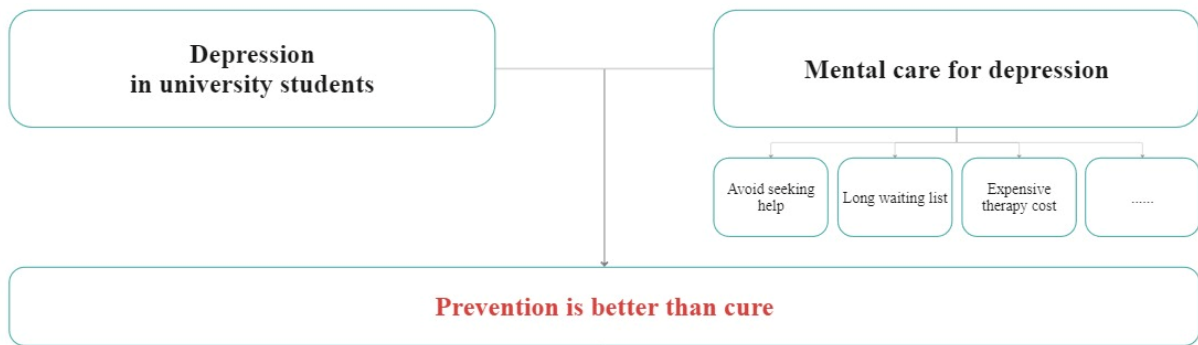 Depression
in university students
Mental care for depression
Avoid seeking
help
Long waiting list
Expensive
therapy cost
......
Prevention is better than cure